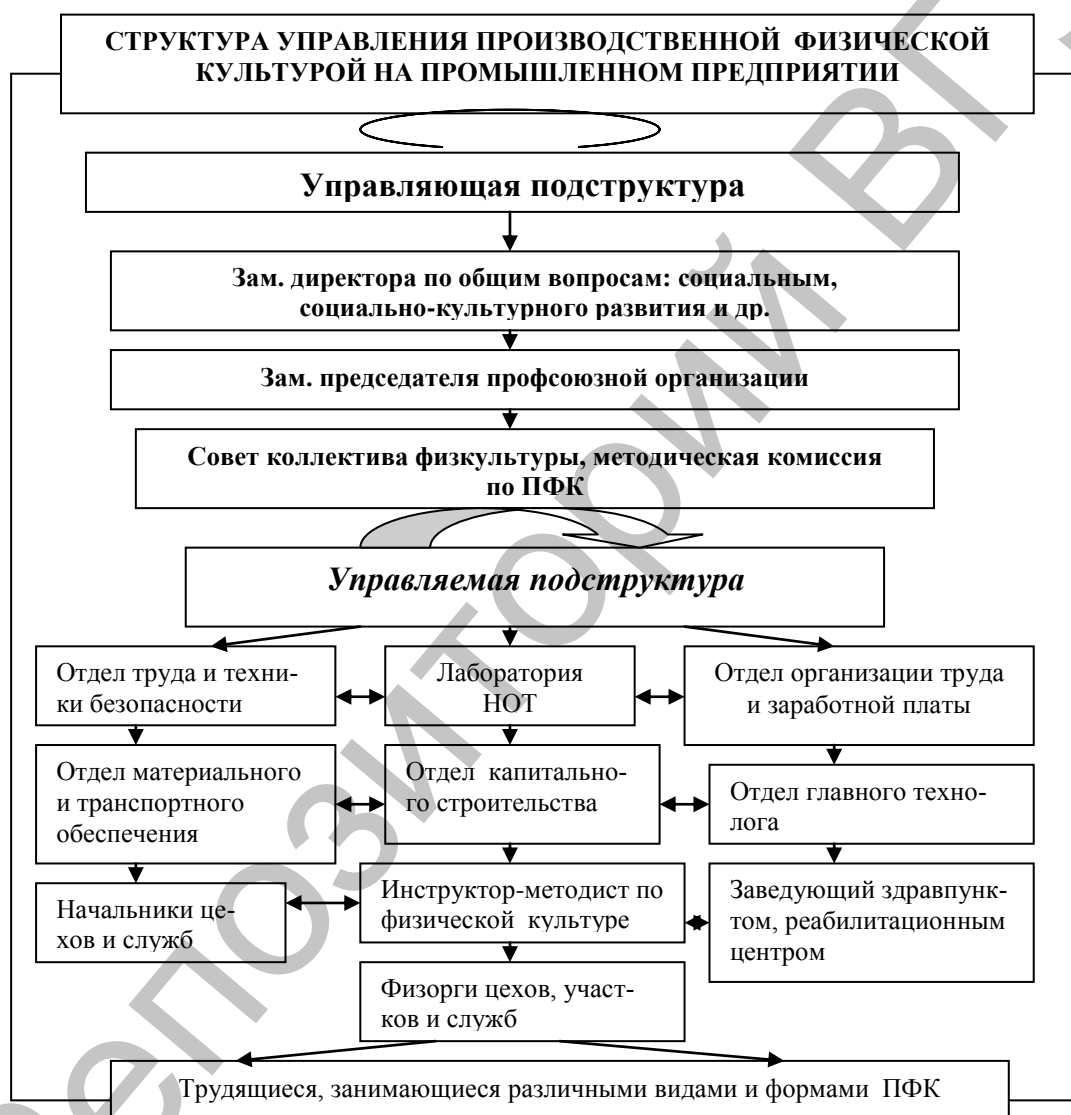 СТРУКТУРА УПРАВЛЕНИЯ ПРОИЗВОДСТВЕННОЙ ФИЗИЧЕСКОЙ
КУЛЬТУРОЙ НА ПРОМЫШЛЕННОМ ПРЕДПРИЯТИИ
Управляющая подструктура
Зам. директора по общим вопросам: социальным,
социально-культурного развития и др.
Зам. председателя профсоюзной организации
Совет коллектива физкультуры, методическая комиссия
по ПФК
Управляемая подструктура
Отдел труда и техни-
ки безопасности
Лаборатория
НОТ
Отдел организации труда
и заработной платы
Отдел материального
и транспортного
обеспечения
Отдел капитально-
го строительства
Отдел главного техно-
лога
Начальники це-
хов и служб
Инструктор-методист по
физической культуре
Заведующий здравпунк-
том, реабилитационным
центром
Физорги цехов, участ-
ков и служб
Трудящиеся, занимающиеся различными видами и формами ПФК
епозиторий ВГ